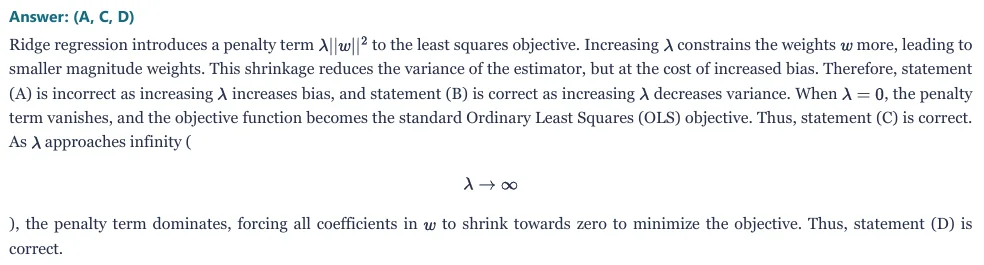 Answer: (A, C, D)
Ridge regression introduces a penalty term λ||w||² to the least squares objective. Increasing λ constrains the weights w more, leading to
smaller magnitude weights. This shrinkage reduces the variance of the estimator, but at the cost of increased bias. Therefore, statement
(A) is incorrect as increasing λ increases bias, and statement (B) is correct as increasing λ decreases variance. When λ = 0, the penalty
term vanishes, and the objective function becomes the standard Ordinary Least Squares (OLS) objective. Thus, statement (C) is correct.
As λ approaches infinity (
λ → ∞
), the penalty term dominates, forcing all coefficients in w to shrink towards zero to minimize the objective. Thus, statement (D) is
correct.